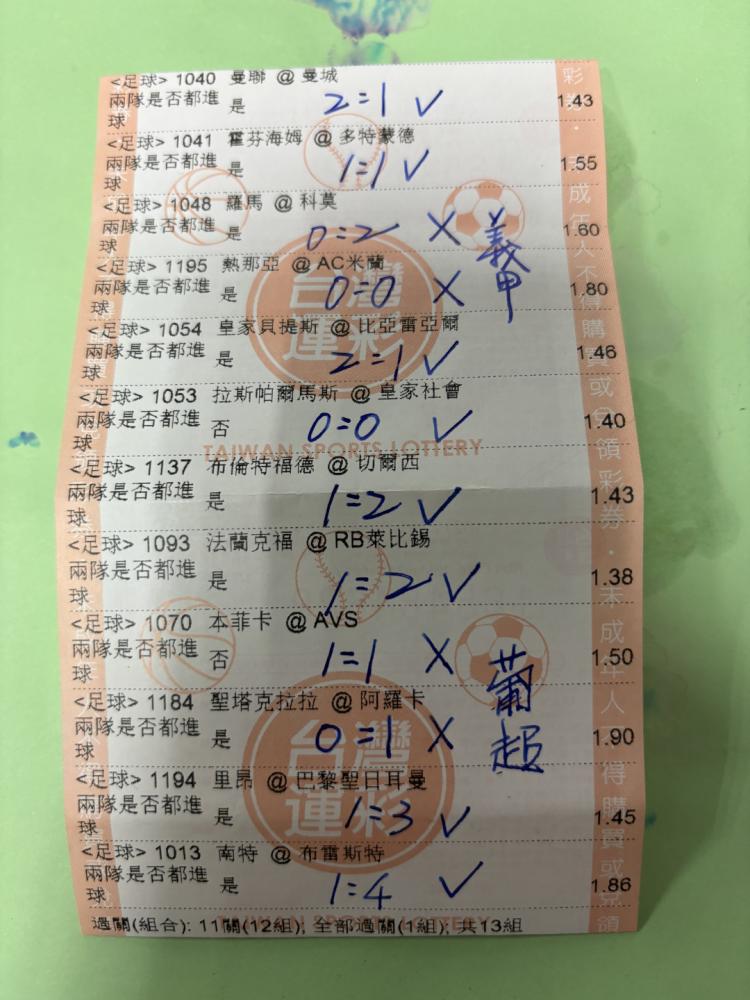 <足球> 1040 曼聯 @ 曼城
兩隊是否都進球 是 2=1 ✓ 1.43
<足球> 1041 霍芬海姆 @ 多特蒙德
兩隊是否都進球 是 1=1 ✓ 1.55
<足球> 1048 羅馬 @ 科莫
兩隊是否都進球 是 0=2 X 1.60
義甲
<足球> 1195 熱那亞 @ AC米蘭
兩隊是否都進球 是 0=0 X 1.80
<足球> 1054 皇家貝提斯 @ 比亞雷亞爾
兩隊是否都進球 是 2=1 ✓ 1.46
<足球> 1053 拉斯帕爾馬斯 @ 皇家社會
兩隊是否都進球 否 0=0 ✓ 1.40
TAIWAN SPORTS LOTTERY
<足球> 1137 布倫特福德 @ 切爾西
兩隊是否都進球 是 1=2 ✓ 1.43
<足球> 1093 法蘭克福 @ RB萊比錫
兩隊是否都進球 是 1=2 ✓ 1.38
<足球> 1070 本菲卡 @ AVS
兩隊是否都進球 否 1=1 X 1.50
葡超
<足球> 1184 聖塔克拉拉 @ 阿羅卡
兩隊是否都進球 是 0=1 X 1.90
<足球> 1194 里昂 @ 巴黎聖日耳曼
兩隊是否都進球 是 1=3 ✓ 1.45
<足球> 1013 南特 @ 布雷斯特
兩隊是否都進球 是 1=4 ✓ 1.86
過關(組合): 11關(12組); 全部過關(1組); 共13組
TAIWAN SPORTS LOTTERY
台灣運彩
台灣運彩